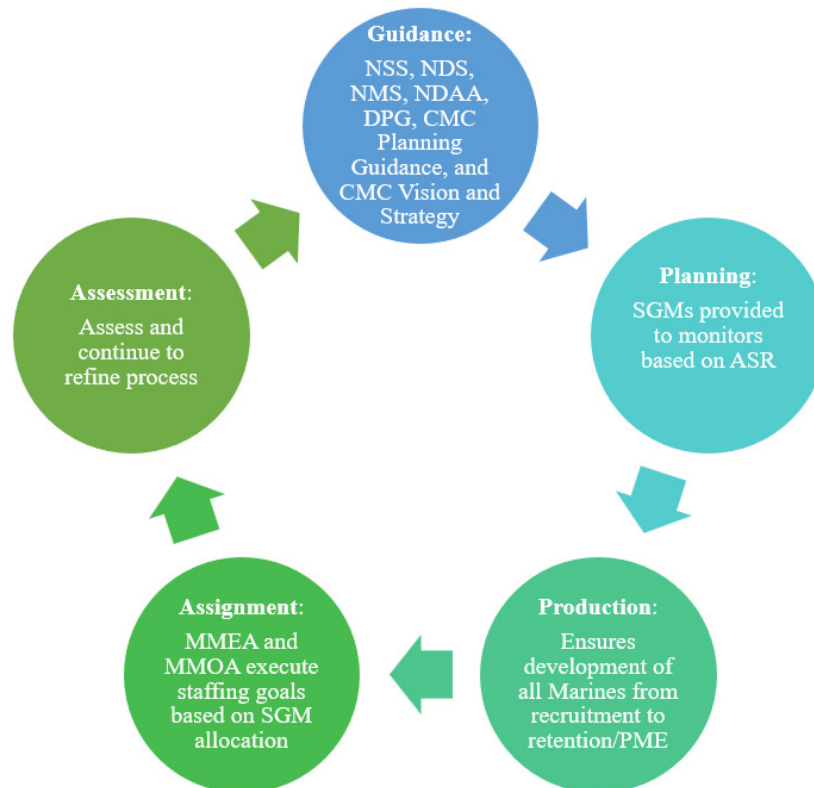 Guidance:
NSS, NDS,
NMS, NDAA,
DPG, CMC
Planning
Guidance, and
CMC Vision and
Strategy
Planning:
SGMs provided
to monitors
based on ASR
Production:
Ensures
development of
all Marines from
recruitment to
retention/PME
Assignment:
MMEA and
MMOA execute
staffing goals
based on SGM
allocation
Assessment:
Assess and
continue to
refine process